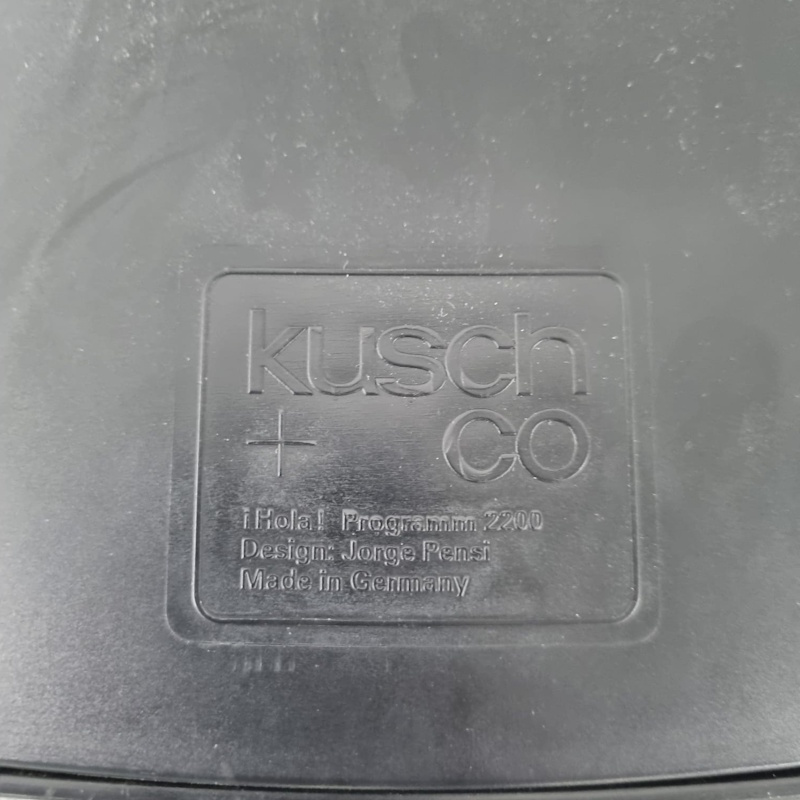 kusch
+ co
¡Hola! Programm 2200
Design: Jorge Pensi
Made in Germany